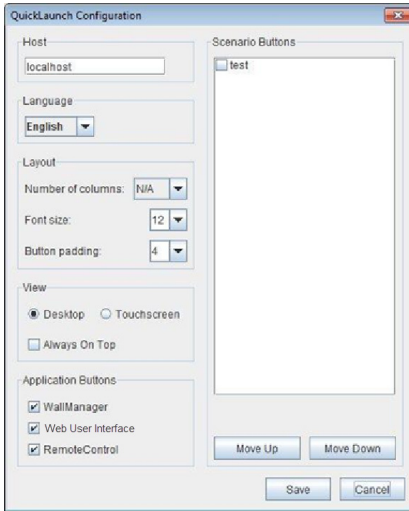 QuickLaunch Configuration
Host
localhost
Language
English
Layout
Number of columns: N/A
Font size: 12
Button padding: 4
View
Desktop Touchscreen
Always On Top
Application Buttons
WallManager
Web User Interface
RemoteControl
Scenario Buttons
test
Move Up Move Down
Save Cancel